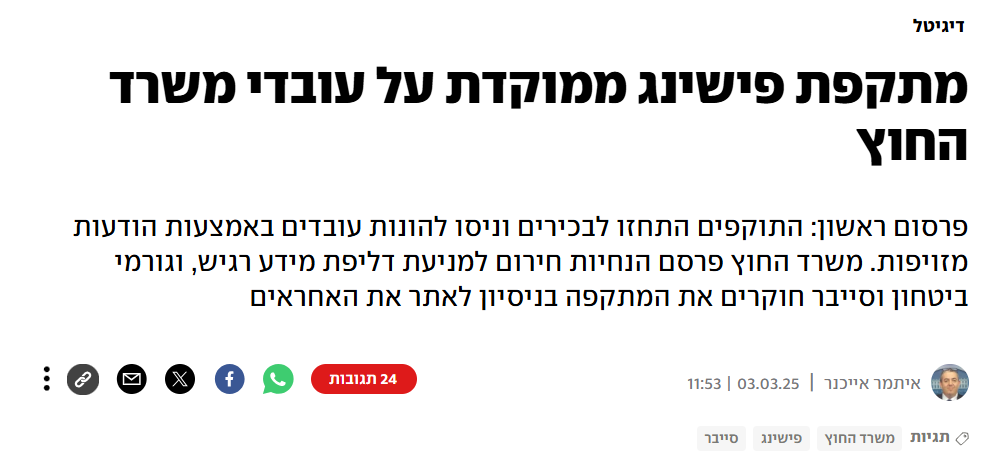 דיגיטל
מתקפת פישינג ממוקדת על עובדי משרד
החוץ
פרסום ראשון: התוקפים התחזו לבכירים וניסו להונות עובדים באמצעות הודעות
מזויפות. משרד החוץ פרסם הנחיות חירום למניעת דליפת מידע רגיש, וגורמי
ביטחון וסייבר חוקרים את המתקפה בניסיון לאתר את האחראים
איתמר אייכנר | 03.03.25 | 11:53
24 תגובות
תגיות משרד החוץ פישינג סייבר